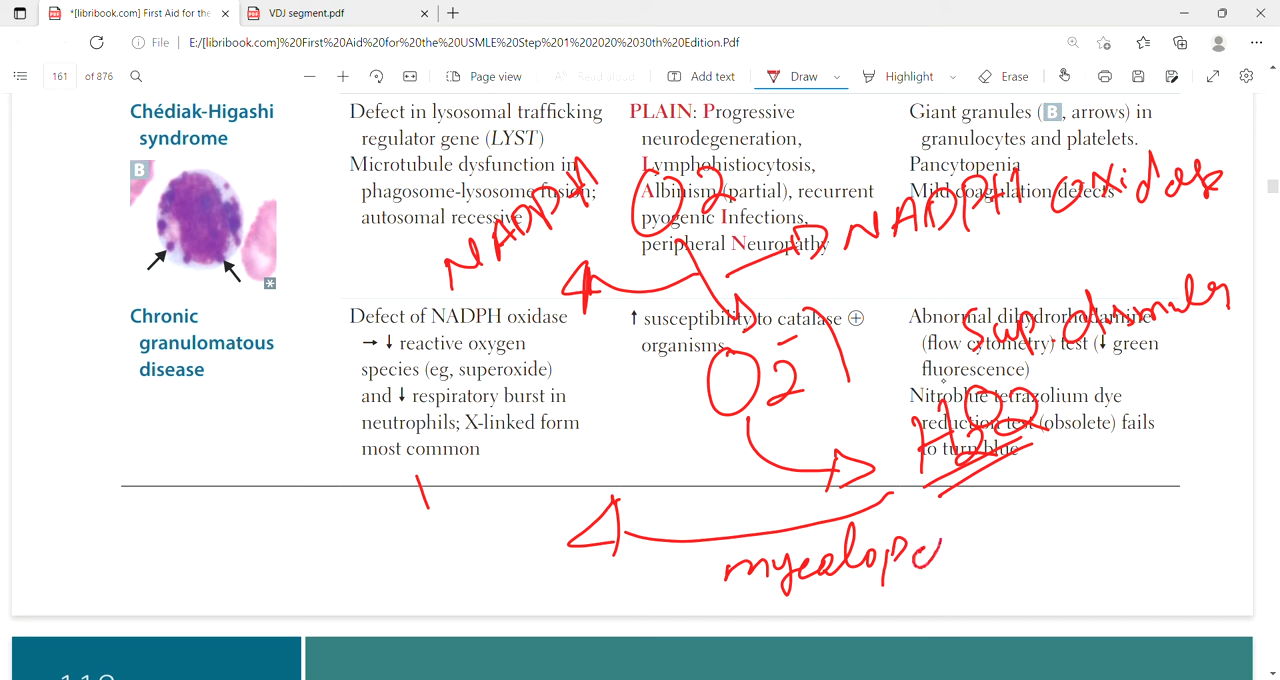 *[libribook.com] First Aid for the
VDJ segment.pdf
File
E:/[libribook.com]%20First%20Aid%20for%20the%20USMLE%20Step%201%202020%2030th%20Edition.Pdf
161 of 876
Page view
Read aloud
Add text
Draw
Highlight
Erase
Chédiak-Higashi
syndrome
B
Defect in lysosomal trafficking
regulator gene (LYST)
Microtubule dysfunction in
phagosome-lysosome fusion;
autosomal recessive
PLAIN: Progressive
neurodegeneration,
Lymphohistiocytosis,
Albinism (partial), recurrent
pyogenic Infections,
peripheral Neuropathy
Giant granules (B, arrows) in
granulocytes and platelets.
Pancytopenia
Mild coagulation defects
Chronic
granulomatous
disease
Defect of NADPH oxidase
→ ↓ reactive oxygen
species (eg, superoxide)
and ↓ respiratory burst in
neutrophils; X-linked form
most common
↑ susceptibility to catalase ⊕
organisms
Abnormal dihydrorhodamine
(flow cytometry) test (↓ green
fluorescence)
Nitroblue tetrazolium dye
reduction test (obsolete) fails
to turn blue
NADPH
O2
NADPH oxidase
O2-
H2O2